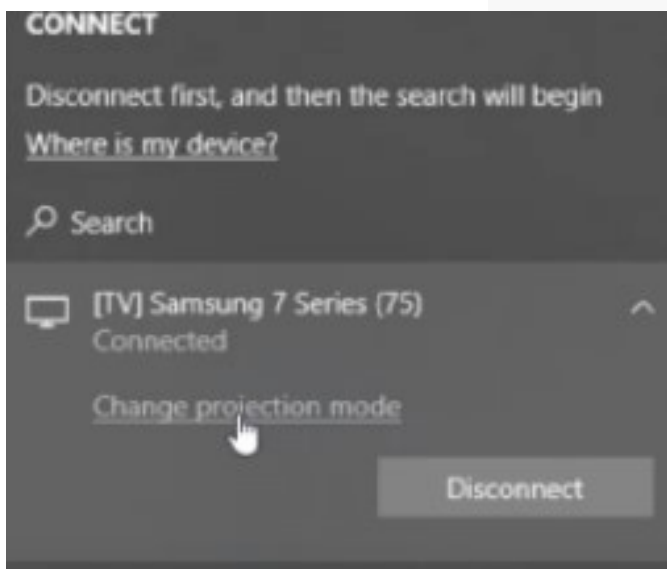 CONNECT
Disconnect first, and then the search will begin
Where is my device?
Search
[TV] Samsung 7 Series (75)
Connected
Change projection mode
Disconnect